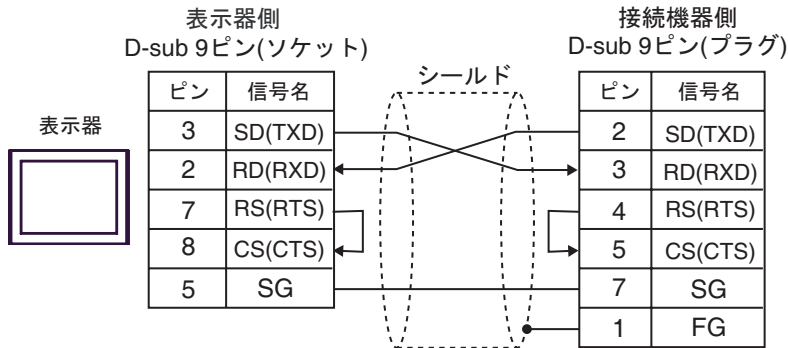 表示器側
D-sub 9ピン(ソケット)
接続機器側
D-sub 9ピン(プラグ)
シールド
表示器
ピン 信号名
3 SD(TXD)
2 RD(RXD)
7 RS(RTS)
8 CS(CTS)
5 SG
ピン 信号名
2 SD(TXD)
3 RD(RXD)
4 RS(RTS)
5 CS(CTS)
7 SG
1 FG